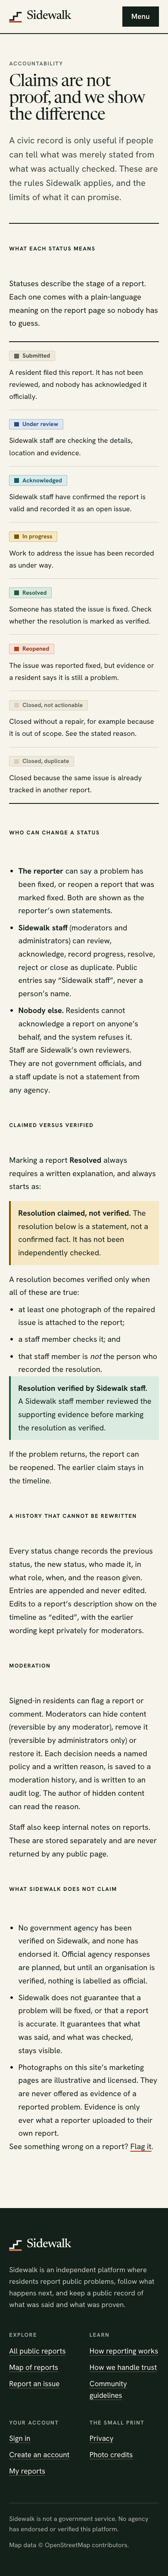 Sidewalk
Menu
ACCOUNTABILITY
Claims are not
proof, and we show
the difference
A civic record is only useful if people
can tell what was merely stated from
what was actually checked. These are
the rules Sidewalk applies, and the
limits of what it can promise.
WHAT EACH STATUS MEANS
Statuses describe the stage of a report.
Each one comes with a plain-language
meaning on the report page so nobody has
to guess.
Submitted
A resident filed this report. It has not been
reviewed, and nobody has acknowledged it
officially.
Under review
Sidewalk staff are checking the details,
location and evidence.
Acknowledged
Sidewalk staff have confirmed the report is
valid and recorded it as an open issue.
In progress
Work to address the issue has been recorded
as under way.
Resolved
Someone has stated the issue is fixed. Check
whether the resolution is marked as verified.
Reopened
The issue was reported fixed, but evidence or
a resident says it is still a problem.
Closed, not actionable
Closed without a repair, for example because
it is out of scope. See the stated reason.
Closed, duplicate
Closed because the same issue is already
tracked in another report.
WHO CAN CHANGE A STATUS
• The reporter can say a problem has
been fixed, or reopen a report that was
marked fixed. Both are shown as the
reporter's own statements.
• Sidewalk staff (moderators and
administrators) can review,
acknowledge, record progress, resolve,
reject or close as duplicate. Public
entries say "Sidewalk staff", never a
person's name.
• Nobody else. Residents cannot
acknowledge a report on anyone's
behalf, and the system refuses it.
Staff are Sidewalk's own reviewers.
They are not government officials, and
a staff update is not a statement from
any agency.
CLAIMED VERSUS VERIFIED
Marking a report Resolved always
requires a written explanation, and always
starts as:
Resolution claimed, not verified. The
resolution below is a statement, not a
confirmed fact. It has not been
independently checked.
A resolution becomes verified only when
all of these are true:
• at least one photograph of the repaired
issue is attached to the report;
• a staff member checks it; and
• that staff member is not the person who
recorded the resolution.
Resolution verified by Sidewalk staff.
A Sidewalk staff member reviewed the
supporting evidence before marking
the resolution as verified.
If the problem returns, the report can
be reopened. The earlier claim stays in
the timeline.
A HISTORY THAT CANNOT BE REWRITTEN
Every status change records the previous
status, the new status, who made it, in
what role, when, and the reason given.
Entries are appended and never edited.
Edits to a report's description show on the
timeline as "edited", with the earlier
wording kept privately for moderators.
MODERATION
Signed-in residents can flag a report or
comment. Moderators can hide content
(reversible by any moderator), remove it
(reversible by administrators only) or
restore it. Each decision needs a named
policy and a written reason, is saved to a
moderation history, and is written to an
audit log. The author of hidden content
can read the reason.
Staff also keep internal notes on reports.
These are stored separately and are never
returned by any public page.
WHAT SIDEWALK DOES NOT CLAIM
• No government agency has been
verified on Sidewalk, and none has
endorsed it. Official agency responses
are planned, but until an organisation is
verified, nothing is labelled as official.
• Sidewalk does not guarantee that a
problem will be fixed, or that a report
is accurate. It guarantees that what
was said, and what was checked,
stays visible.
• Photographs on this site's marketing
pages are illustrative and licensed. They
are never offered as evidence of a
reported problem. Evidence is only
ever what a reporter uploaded to their
own report.
See something wrong on a report? Flag it.
Sidewalk
Sidewalk is an independent platform where
residents report public problems, follow what
happens next, and keep a public record of
what was said and what was proven.
EXPLORE
All public reports
Map of reports
Report an issue
LEARN
How reporting works
How we handle trust
Community
guidelines
YOUR ACCOUNT
Sign in
Create an account
My reports
THE SMALL PRINT
Privacy
Photo credits
Sidewalk is not a government service. No agency
has endorsed or verified this platform.
Map data © OpenStreetMap contributors.